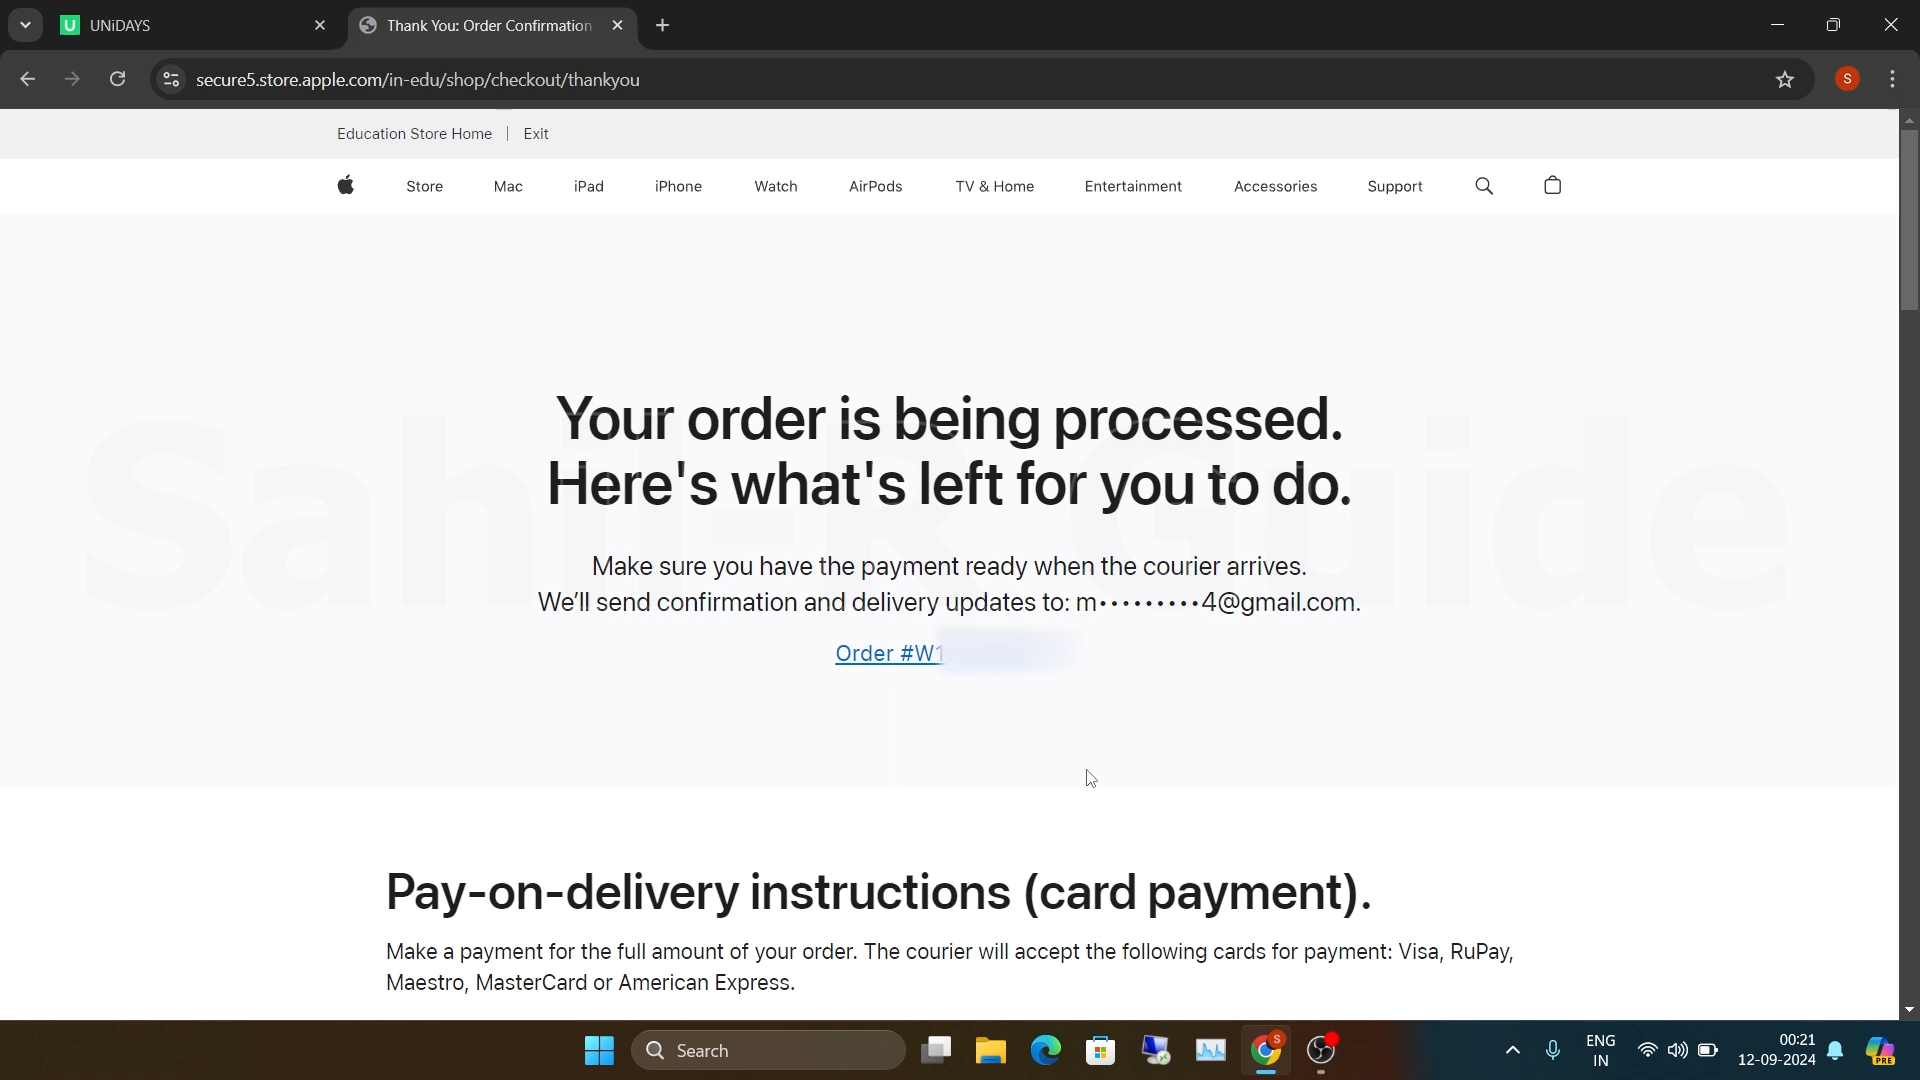 UNiDAYS
Thank You: Order Confirmation
secure5.store.apple.com/in-edu/shop/checkout/thankyou
S
Education Store Home | Exit
Store Mac iPad iPhone Watch AirPods TV & Home Entertainment Accessories Support
Your order is being processed.
Here's what's left for you to do.
Sahil-R Guide
Make sure you have the payment ready when the courier arrives.
We'll send confirmation and delivery updates to: m•••••••••4@gmail.com.
Order #W1
Pay-on-delivery instructions (card payment).
Make a payment for the full amount of your order. The courier will accept the following cards for payment: Visa, RuPay,
Maestro, MasterCard or American Express.
Search
ENG
IN
00:21
12-09-2024
PRE